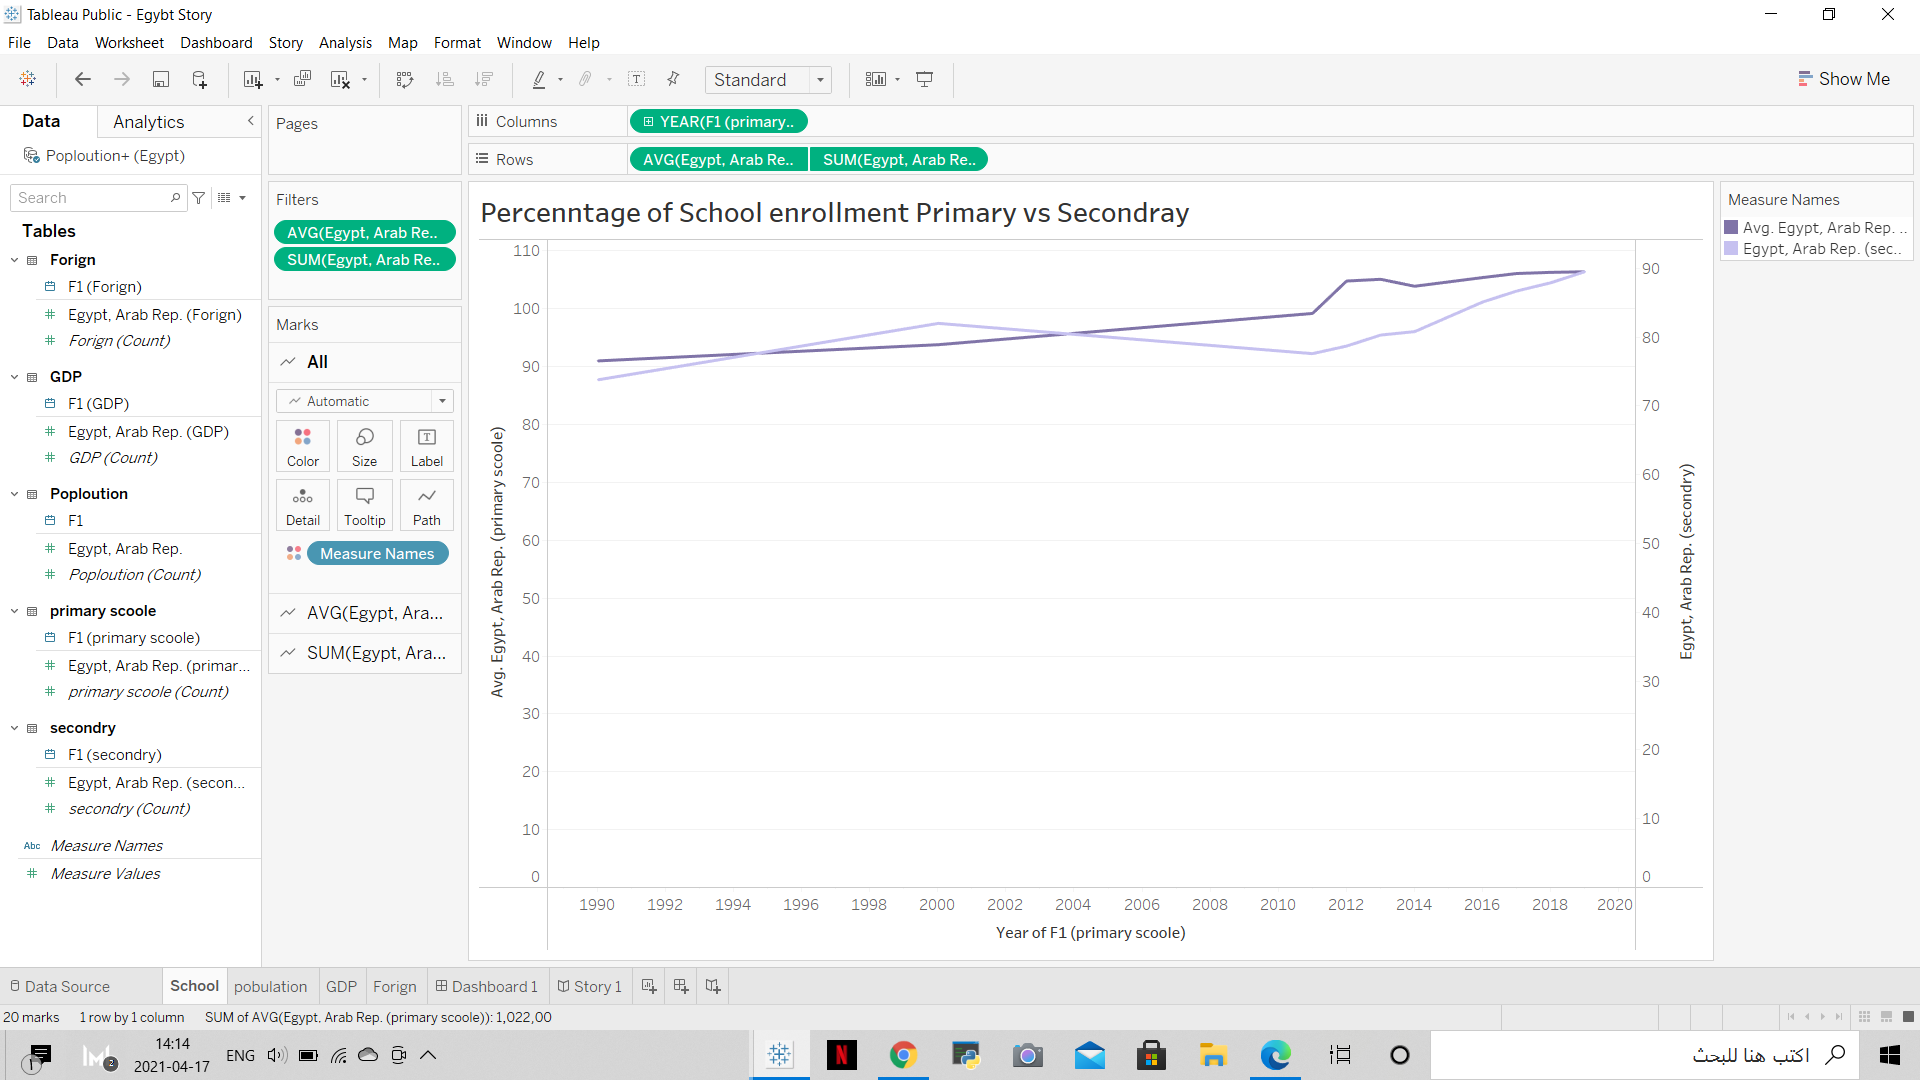 Tableau Public - Egybt Story
File Data Worksheet Dashboard Story Analysis Map Format Window Help
Standard
Show Me
Data Analytics
Poploution+ (Egypt)
Search
Tables
Forign
F1 (Forign)
Egypt, Arab Rep. (Forign)
Forign (Count)
GDP
F1 (GDP)
Egypt, Arab Rep. (GDP)
GDP (Count)
Poploution
F1
Egypt, Arab Rep.
Poploution (Count)
primary scoole
F1 (primary scoole)
Egypt, Arab Rep. (primar...
primary scoole (Count)
secondry
F1 (secondry)
Egypt, Arab Rep. (secon...
secondry (Count)
Abc Measure Names
Measure Values
Pages
Filters
AVG(Egypt, Arab Re..
SUM(Egypt, Arab Re..
Marks
All
Automatic
Color Size Label
Detail Tooltip Path
Measure Names
AVG(Egypt, Ara...
SUM(Egypt, Ara...
Columns YEAR(F1 (primary..
Rows AVG(Egypt, Arab Re.. SUM(Egypt, Arab Re..
Percenntage of School enrollment Primary vs Secondray
Avg. Egypt, Arab Rep. (primary scoole)
110
100
90
80
70
60
50
40
30
20
10
0
90
80
70
60
50
40
30
20
10
0
Egypt, Arab Rep. (secondry)
1990 1992 1994 1996 1998 2000 2002 2004 2006 2008 2010 2012 2014 2016 2018 2020
Year of F1 (primary scoole)
Measure Names
Avg. Egypt, Arab Rep. ..
Egypt, Arab Rep. (sec..
Data Source School pobulation GDP Forign Dashboard 1 Story 1
20 marks 1 row by 1 column SUM of AVG(Egypt, Arab Rep. (primary scoole)): 1,022,00
1
2
14:14
2021-04-17
ENG
N
اكتب هنا للبحث